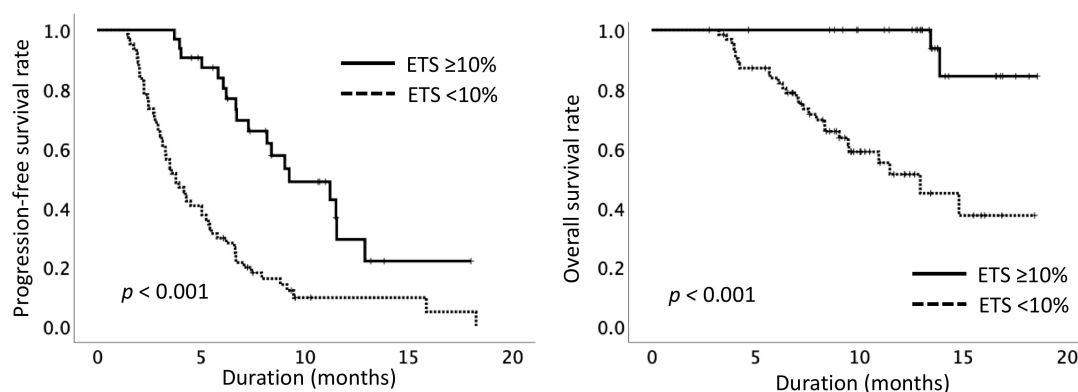 Progression-free survival rate
1.0
0.8
0.6
0.4
0.2
0.0
ETS ≥10%
ETS <10%
p < 0.001
0 5 10 15 20
Duration (months)
Overall survival rate
1.0
0.8
0.6
0.4
0.2
0.0
ETS ≥10%
ETS <10%
p < 0.001
0 5 10 15 20
Duration (months)